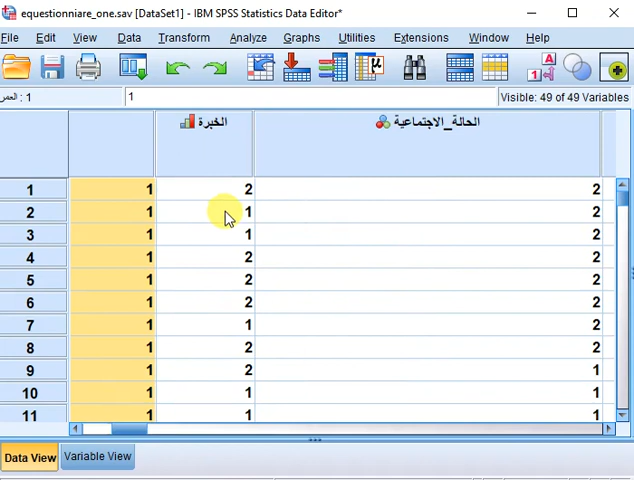 equestionniare_one.sav [DataSet1] - IBM SPSS Statistics Data Editor*
File Edit View Data Transform Analyze Graphs Utilities Extensions Window Help
1 : العمر 1 Visible: 49 of 49 Variables
الخبرة الحالة_الاجتماعية
1 1 2 2
2 1 1 2
3 1 1 2
4 1 2 2
5 1 2 2
6 1 2 2
7 1 1 2
8 1 2 2
9 1 2 1
10 1 1 1
11 1 1 1
Data View Variable View